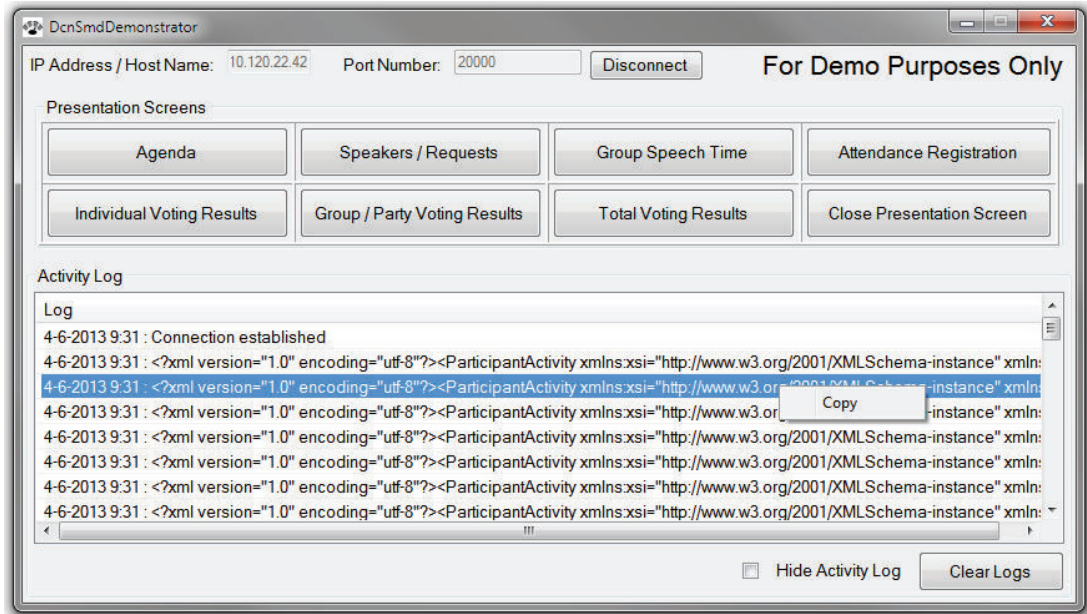 DcnSmdDemonstrator
IP Address / Host Name: 10.120.22.42 Port Number: 20000 Disconnect For Demo Purposes Only
Presentation Screens
Agenda Speakers / Requests Group Speech Time Attendance Registration
Individual Voting Results Group / Party Voting Results Total Voting Results Close Presentation Screen
Activity Log
Log
4-6-2013 9:31 : Connection established
4-6-2013 9:31 : <?xml version="1.0" encoding="utf-8"?><ParticipantActivity xmlns:xsi="http://www.w3.org/2001/XMLSchema-instance" xmlns
4-6-2013 9:31 : <?xml version="1.0" encoding="utf-8"?><ParticipantActivity xmlns:xsi="http://www.w3.org/2001/XMLSchema-instance" xmlns
Copy
4-6-2013 9:31 : <?xml version="1.0" encoding="utf-8"?><ParticipantActivity xmlns:xsi="http://www.w3.or -instance" xmlns
4-6-2013 9:31 : <?xml version="1.0" encoding="utf-8"?><ParticipantActivity xmlns:xsi="http://www.w3.org/2001/XMLSchema-instance" xmlns
4-6-2013 9:31 : <?xml version="1.0" encoding="utf-8"?><ParticipantActivity xmlns:xsi="http://www.w3.org/2001/XMLSchema-instance" xmlns
4-6-2013 9:31 : <?xml version="1.0" encoding="utf-8"?><ParticipantActivity xmlns:xsi="http://www.w3.org/2001/XMLSchema-instance" xmlns
4-6-2013 9:31 : <?xml version="1.0" encoding="utf-8"?><ParticipantActivity xmlns:xsi="http://www.w3.org/2001/XMLSchema-instance" xmlns
Hide Activity Log Clear Logs